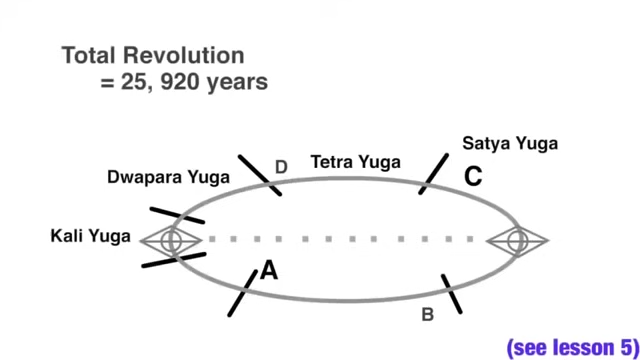 Total Revolution
= 25, 920 years
Satya Yuga
Tetra Yuga
D
C
Dwapara Yuga
Kali Yuga
A
B
(see lesson 5)